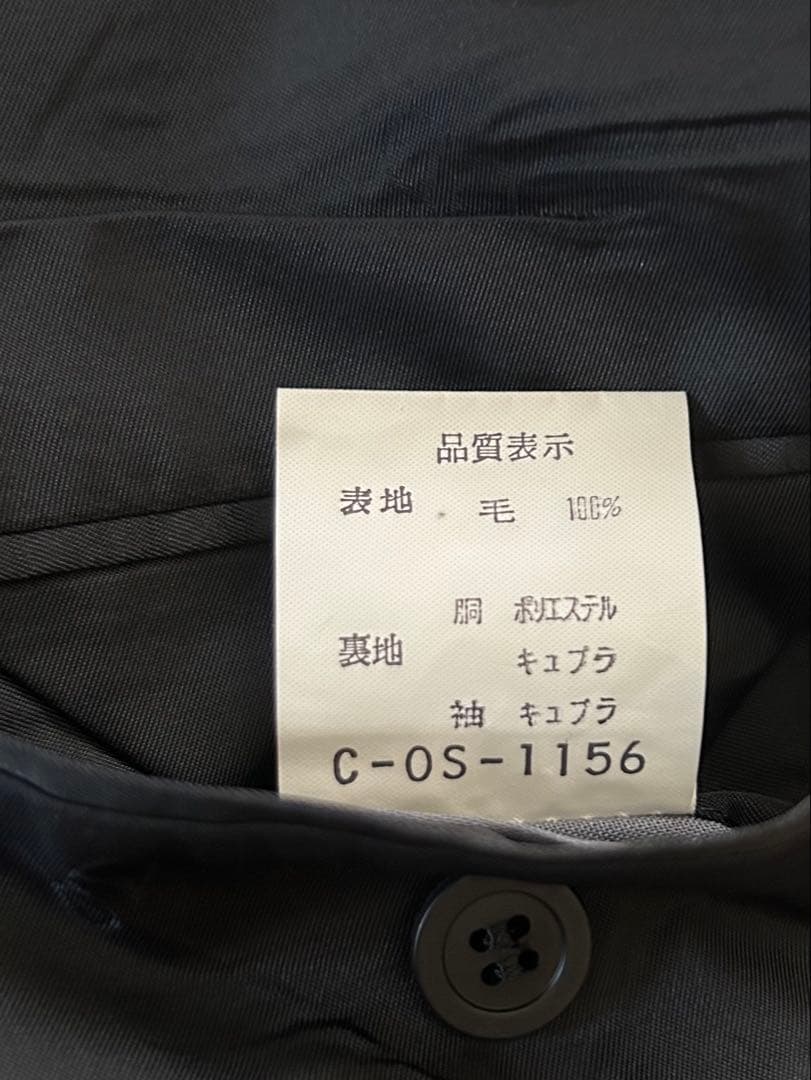 品質表示
表地 毛 100%
胴 ポリエステル
裏地 キュプラ
袖 キュプラ
C-OS-1156